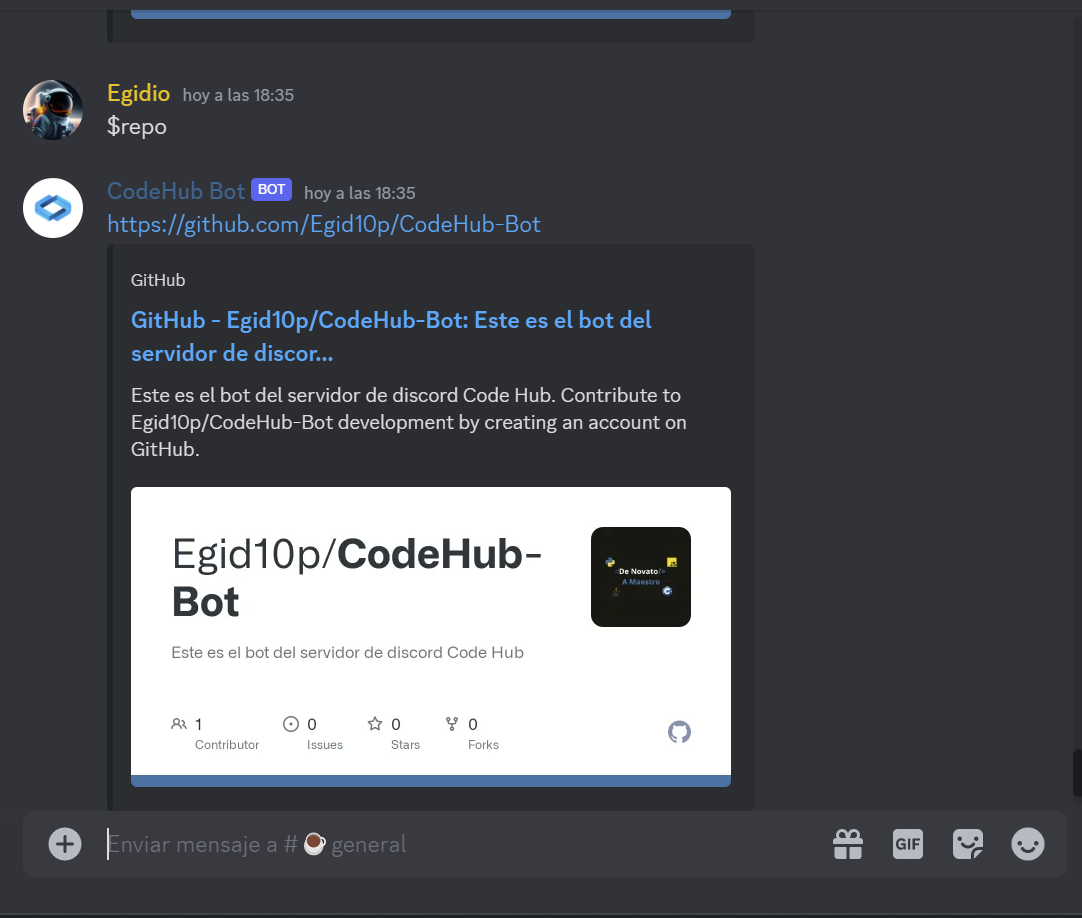 Egidio hoy a las 18:35
$repo
CodeHub Bot BOT hoy a las 18:35
https://github.com/Egid10p/CodeHub-Bot
GitHub
GitHub - Egid10p/CodeHub-Bot: Este es el bot del
servidor de discor...
Este es el bot del servidor de discord Code Hub. Contribute to
Egid10p/CodeHub-Bot development by creating an account on
GitHub.
Egid10p/CodeHub-
Bot
<De Novato/>
A Maestro
JS
C
Este es el bot del servidor de discord Code Hub
1 0 0 0
Contributor Issues Stars Forks
Enviar mensaje a # general
GIF